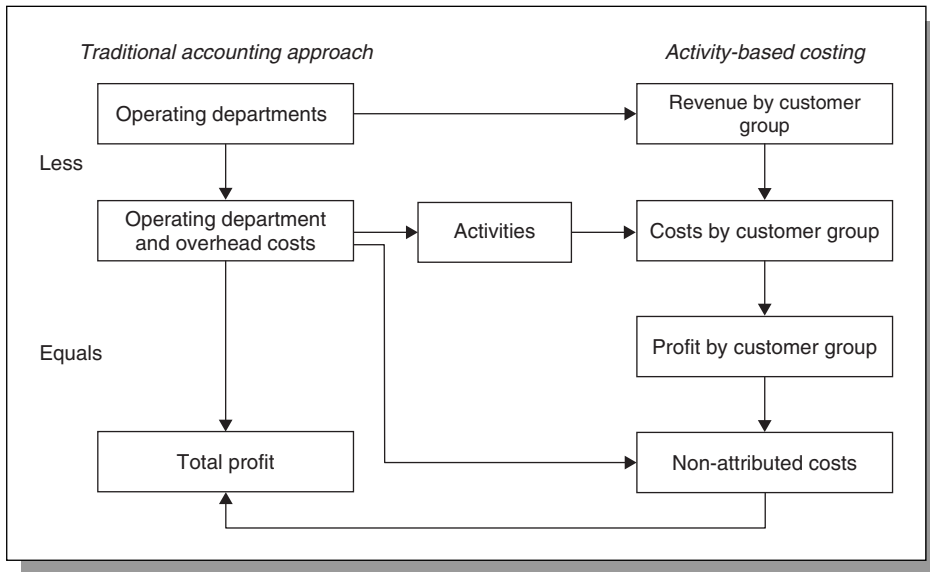 Traditional accounting approach
Activity-based costing
Operating departments
Revenue by customer
group
Less
Operating department
and overhead costs
Activities
Costs by customer group
Equals
Profit by customer group
Total profit
Non-attributed costs